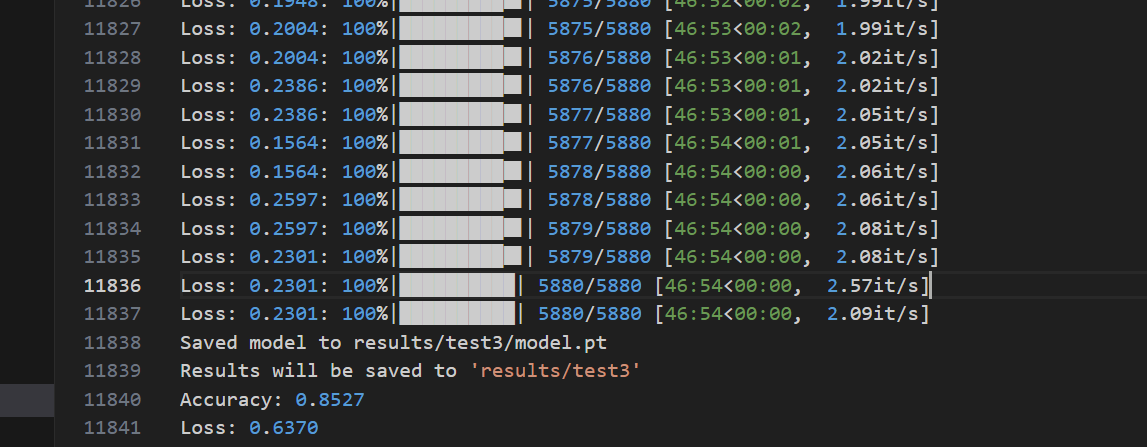 11826 Loss: 0.1948: 100%|██████████▉| 5875/5880 [46:52<00:02, 1.99it/s]
11827 Loss: 0.2004: 100%|██████████▉| 5875/5880 [46:53<00:02, 1.99it/s]
11828 Loss: 0.2004: 100%|██████████▉| 5876/5880 [46:53<00:01, 2.02it/s]
11829 Loss: 0.2386: 100%|██████████▉| 5876/5880 [46:53<00:01, 2.02it/s]
11830 Loss: 0.2386: 100%|██████████▉| 5877/5880 [46:53<00:01, 2.05it/s]
11831 Loss: 0.1564: 100%|██████████▉| 5877/5880 [46:54<00:01, 2.05it/s]
11832 Loss: 0.1564: 100%|██████████▉| 5878/5880 [46:54<00:00, 2.06it/s]
11833 Loss: 0.2597: 100%|██████████▉| 5878/5880 [46:54<00:00, 2.06it/s]
11834 Loss: 0.2597: 100%|██████████▉| 5879/5880 [46:54<00:00, 2.08it/s]
11835 Loss: 0.2301: 100%|██████████▉| 5879/5880 [46:54<00:00, 2.08it/s]
11836 Loss: 0.2301: 100%|██████████| 5880/5880 [46:54<00:00, 2.57it/s]
11837 Loss: 0.2301: 100%|██████████| 5880/5880 [46:54<00:00, 2.09it/s]
11838 Saved model to results/test3/model.pt
11839 Results will be saved to 'results/test3'
11840 Accuracy: 0.8527
11841 Loss: 0.6370